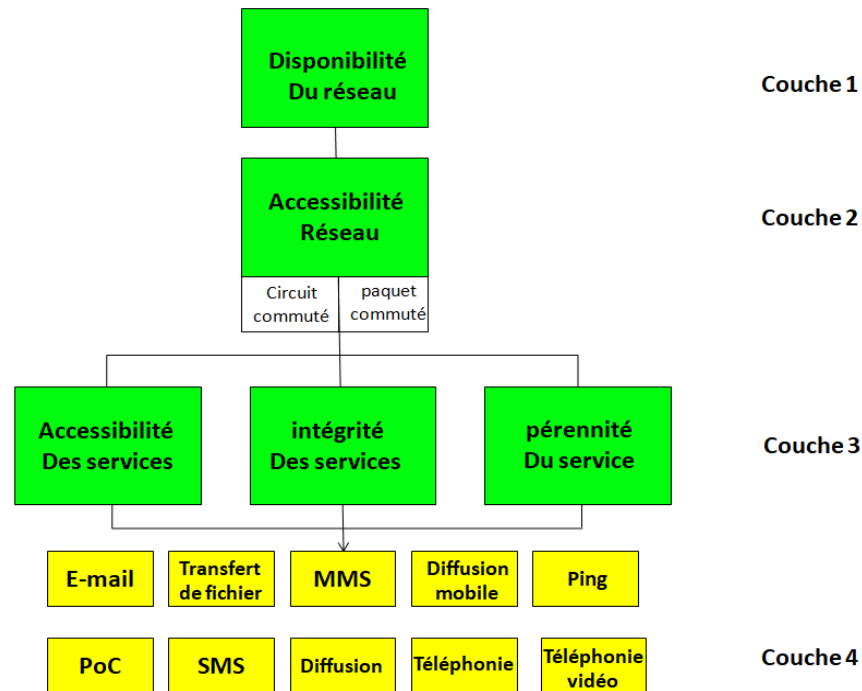 Disponibilité
Du réseau
Couche 1
Accessibilité
Réseau
Couche 2
Circuit
commuté
paquet
commuté
Accessibilité
Des services
intégrité
Des services
pérennité
Du service
Couche 3
E-mail
Transfert
de fichier
MMS
Diffusion
mobile
Ping
PoC
SMS
Diffusion
Téléphonie
Téléphonie
vidéo
Couche 4